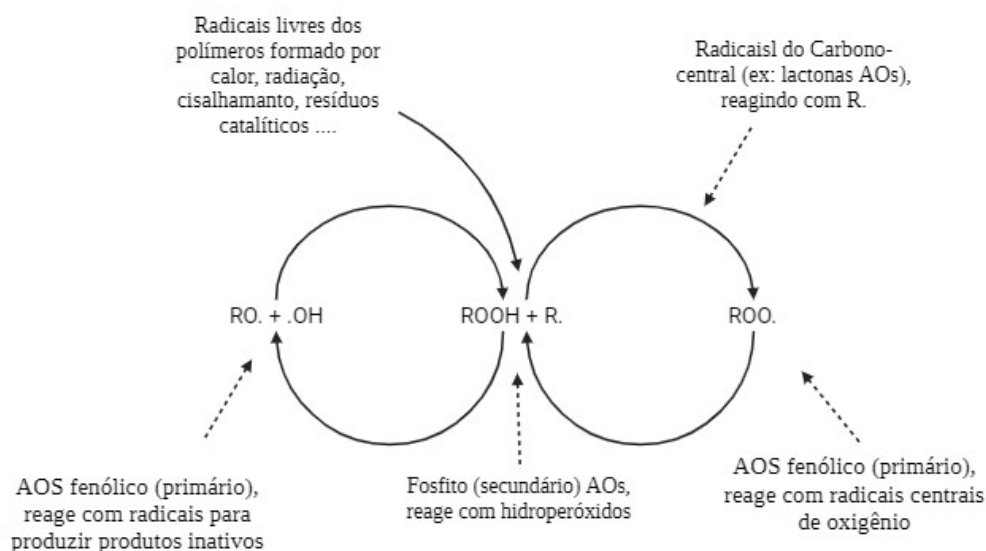 Radicais livres dos
polímeros formado por
calor, radiação,
cisalhamanto, resíduos
catalíticos ....
Radicaisl do Carbono-
central (ex: lactonas AOs),
reagindo com R.
RO. + .OH
ROOH + R.
ROO.
AOS fenólico (primário),
reage com radicais para
produzir produtos inativos
Fosfito (secundário) AOs,
reage com hidroperóxidos
AOS fenólico (primário),
reage com radicais centrais
de oxigênio